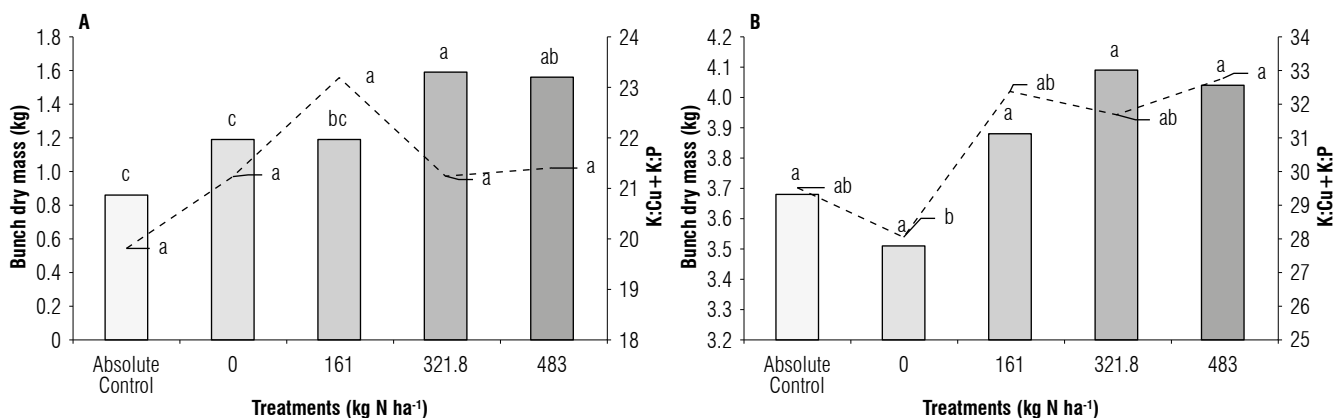 A
Bunch dry mass (kg)
1.8
1.6
1.4
1.2
1.0
0.8
0.6
0.4
0.2
0
c
c
bc
a
ab
a
a
a
a
a
24
23
22
21
20
19
18
K:Cu+K:P
Absolute
Control
0
161
321.8
483
Treatments (kg N ha-1)
B
Bunch dry mass (kg)
4.2
4.1
4.0
3.9
3.8
3.7
3.6
3.5
3.4
3.3
3.2
a
a
a
a
a
ab
b
ab
ab
a
34
33
32
31
30
29
28
27
26
25
K:Cu+K:P
Absolute
Control
0
161
321.8
483
Treatments (kg N ha-1)